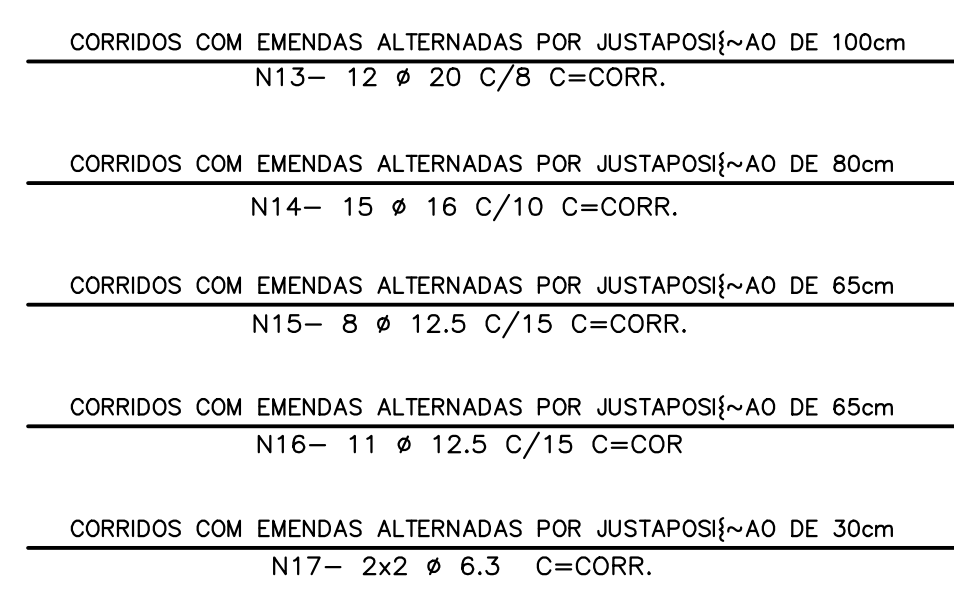 CORRIDOS COM EMENDAS ALTERNADAS POR JUSTAPOSI{~AO DE 100cm
N13- 12 ø 20 C/8 C=CORR.
CORRIDOS COM EMENDAS ALTERNADAS POR JUSTAPOSI{~AO DE 80cm
N14- 15 ø 16 C/10 C=CORR.
CORRIDOS COM EMENDAS ALTERNADAS POR JUSTAPOSI{~AO DE 65cm
N15- 8 ø 12.5 C/15 C=CORR.
CORRIDOS COM EMENDAS ALTERNADAS POR JUSTAPOSI{~AO DE 65cm
N16- 11 ø 12.5 C/15 C=COR
CORRIDOS COM EMENDAS ALTERNADAS POR JUSTAPOSI{~AO DE 30cm
N17- 2x2 ø 6.3 C=CORR.